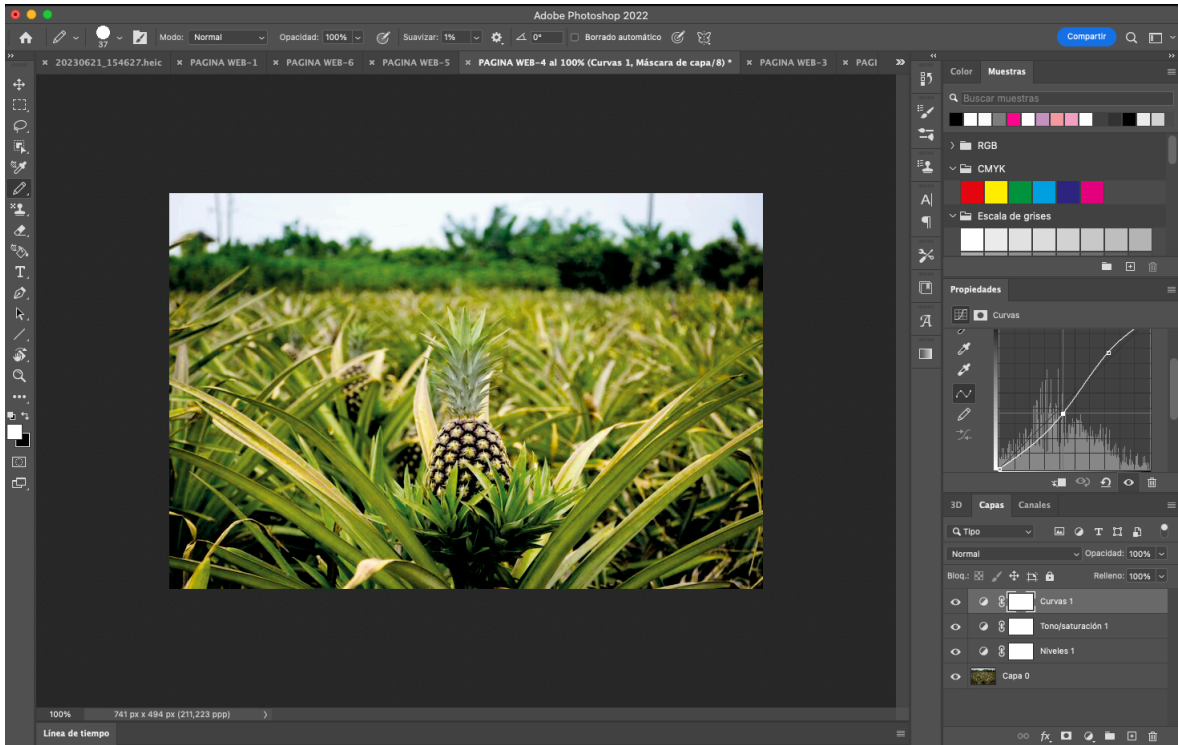 Adobe Photoshop 2022
37 Modo: Normal Opacidad: 100% Suavizar: 1% 0° Borrado automático Compartir
× 20230621_154627.heic × PAGINA WEB-1 × PAGINA WEB-6 × PAGINA WEB-5 × PAGINA WEB-4 al 100% (Curvas 1, Máscara de capa/8) * × PAGINA WEB-3 × PAGI
Color Muestras
Buscar muestras
RGB
CMYK
Escala de grises
Propiedades
Curvas
3D Capas Canales
Tipo
Normal Opacidad: 100%
Bloq.: Relleno: 100%
Curvas 1
Tono/saturación 1
Niveles 1
Capa 0
100% 741 px x 494 px (211,223 ppp)
Línea de tiempo